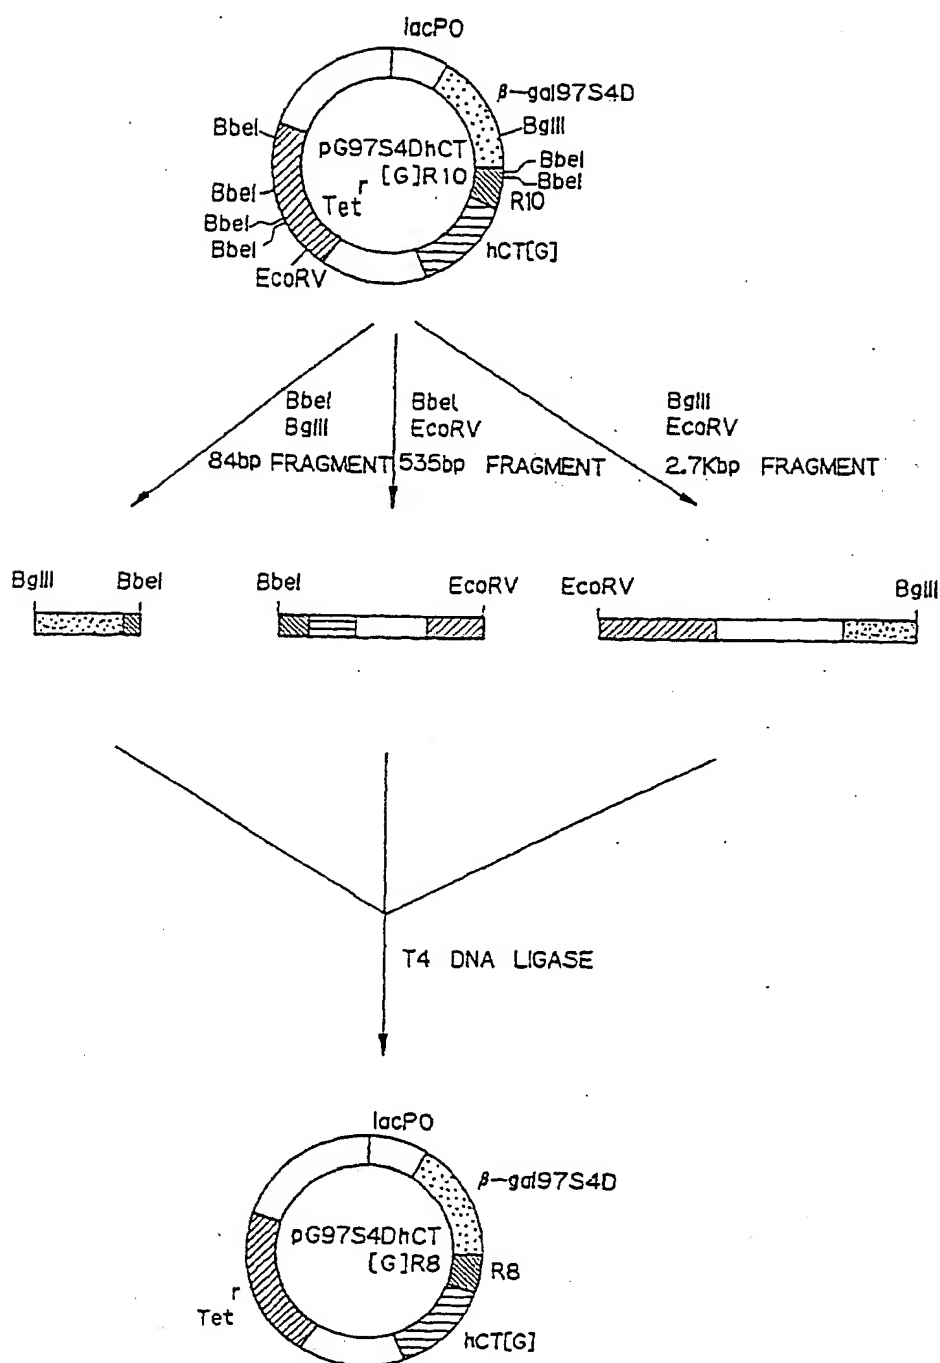 lacPO
β-gal97S4D
BglII
BbeI
BbeI
R10
hCT[G]
BbeI
BbeI
BbeI
BbeI
EcoRV
pG97S4DhCT
[G]R10
Tet r
BbeI
BglII
84bp FRAGMENT
BbeI
EcoRV
535bp FRAGMENT
BglII
EcoRV
2.7Kbp FRAGMENT
BglII BbeI
BbeI EcoRV
EcoRV BglII
T4 DNA LIGASE
lacPO
β-gal97S4D
pG97S4DhCT
[G]R8
R8
Tet r
hCT[G]